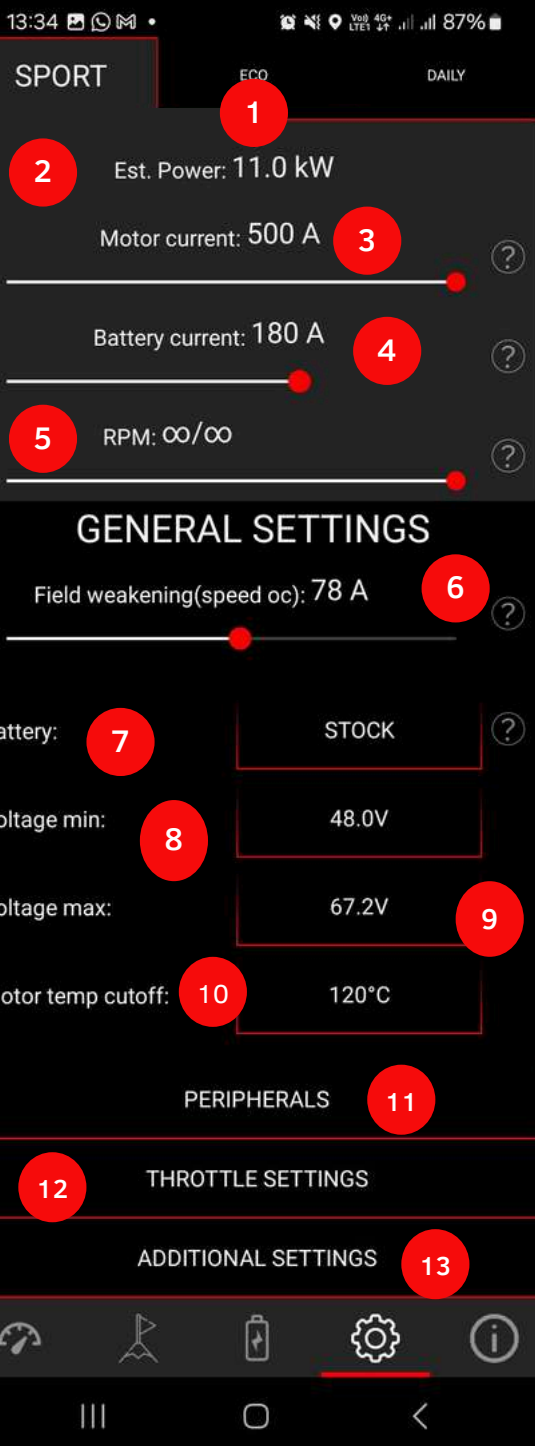 13:34
Vo)) 4G+ 87%
LTE1
SPORT ECO DAILY
1
2 Est. Power: 11.0 kW
Motor current: 500 A 3
?
Battery current: 180 A 4
?
5 RPM: ∞/∞
?
GENERAL SETTINGS
Field weakening(speed oc): 78 A 6
?
attery: 7 STOCK ?
oltage min: 8 48.0V
oltage max: 67.2V 9
otor temp cutoff: 10 120°C
PERIPHERALS 11
12 THROTTLE SETTINGS
ADDITIONAL SETTINGS 13